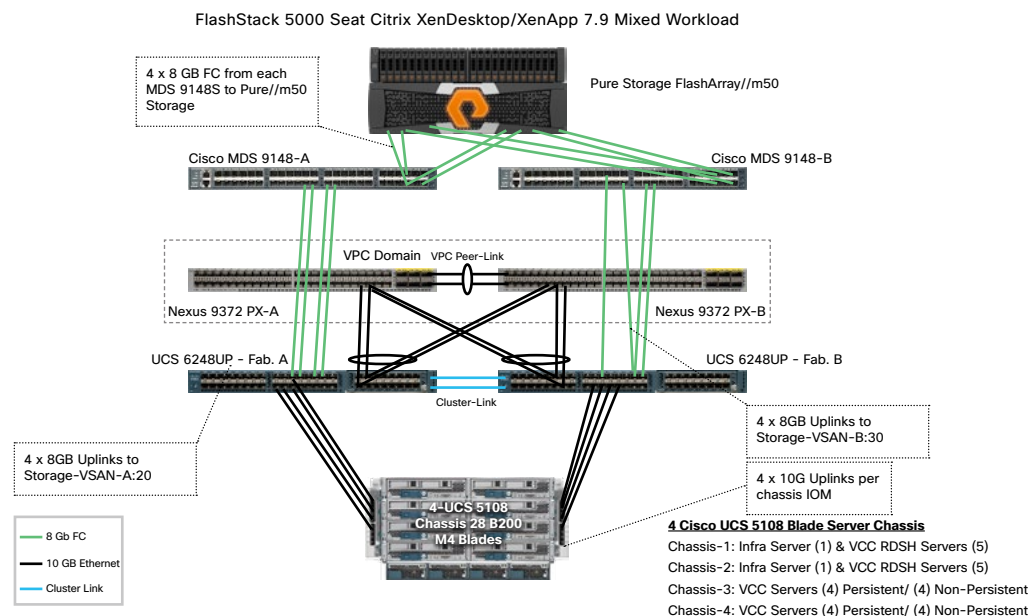 FlashStack 5000 Seat Citrix XenDesktop/XenApp 7.9 Mixed Workload
4 x 8 GB FC from each
MDS 9148S to Pure//m50
Storage
Pure Storage FlashArray//m50
Cisco MDS 9148-A
Cisco MDS 9148-B
VPC Domain
VPC Peer-Link
Nexus 9372 PX-A
Nexus 9372 PX-B
UCS 6248UP - Fab. A
UCS 6248UP - Fab. B
Cluster-Link
4 x 8GB Uplinks to
Storage-VSAN-A:20
4 x 8GB Uplinks to
Storage-VSAN-B:30
4 x 10G Uplinks per
chassis IOM
4-UCS 5108
Chassis 28 B200
M4 Blades
8 Gb FC
10 GB Ethernet
Cluster Link
4 Cisco UCS 5108 Blade Server Chassis
Chassis-1: Infra Server (1) & VCC RDSH Servers (5)
Chassis-2: Infra Server (1) & VCC RDSH Servers (5)
Chassis-3: VCC Servers (4) Persistent/ (4) Non-Persistent
Chassis-4: VCC Servers (4) Persistent/ (4) Non-Persistent